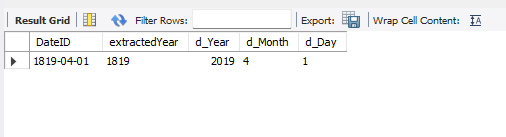 Result Grid Filter Rows: Export: Wrap Cell Content:
DateID extractedYear d_Year d_Month d_Day
1819-04-01 1819 2019 4 1